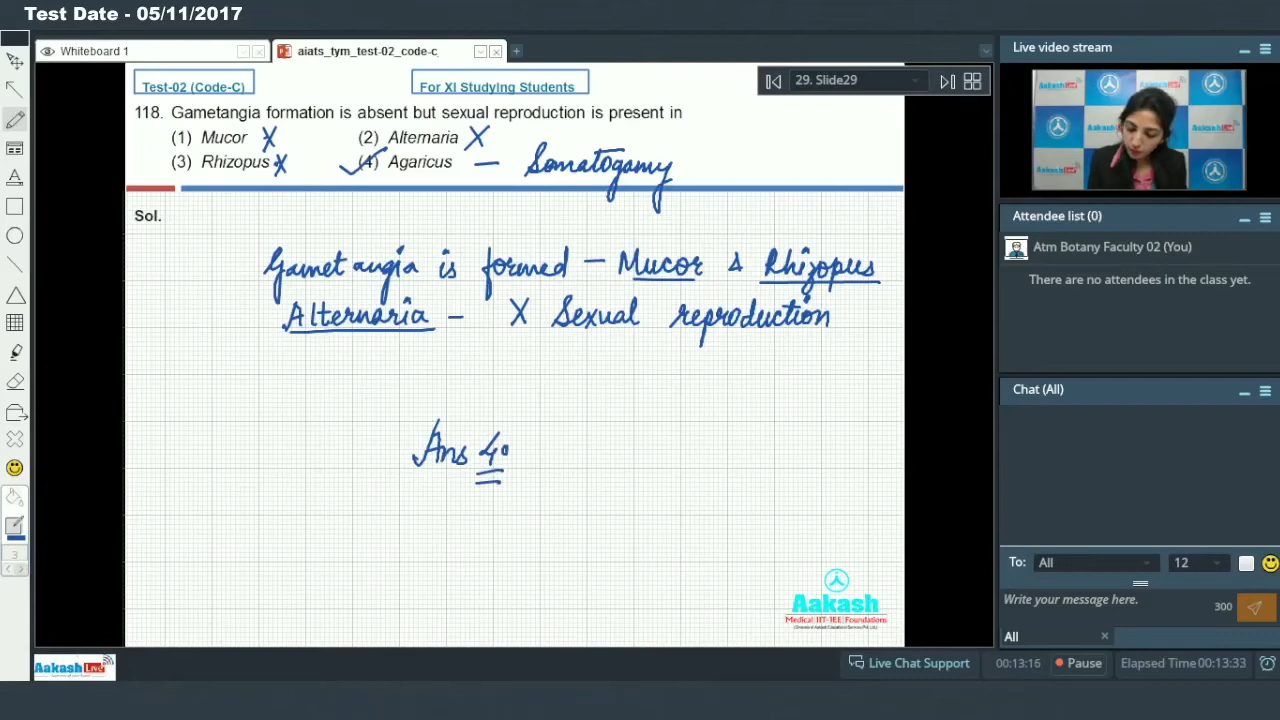 Test Date - 05/11/2017
Whiteboard 1
aiats_tym_test-02_code-c
Live video stream
29. Slide29
Test-02 (Code-C)
For XI Studying Students
118. Gametangia formation is absent but sexual reproduction is present in
(1) Mucor X (2) Alternaria X
(3) Rhizopus X ✓ (4) Agaricus - Somatogamy
Sol.
Gametangia is formed - Mucor & Rhizopus
Alternaria - X Sexual reproduction
Ans 4
Aakash
Medical|IIT-JEE|Foundations
Aakash Live
Attendee list (0)
Atm Botany Faculty 02 (You)
There are no attendees in the class yet.
Chat (All)
To: All 12
Write your message here.
300
All
3
AakashLive
Live Chat Support
00:13:16
Pause
Elapsed Time 00:13:33